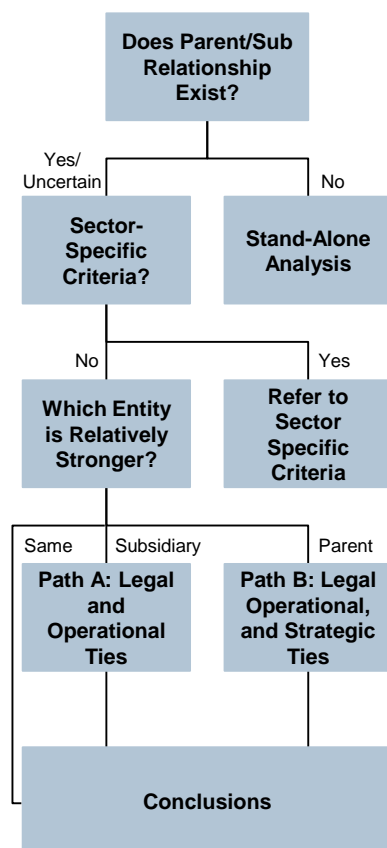 Does Parent/Sub
Relationship
Exist?
Yes/
Uncertain
No
Sector-
Specific
Criteria?
Stand-Alone
Analysis
No
Yes
Which Entity
is Relatively
Stronger?
Refer to
Sector
Specific
Criteria
Same
Subsidiary
Parent
Path A: Legal
and
Operational
Ties
Path B: Legal
Operational,
and Strategic
Ties
Conclusions